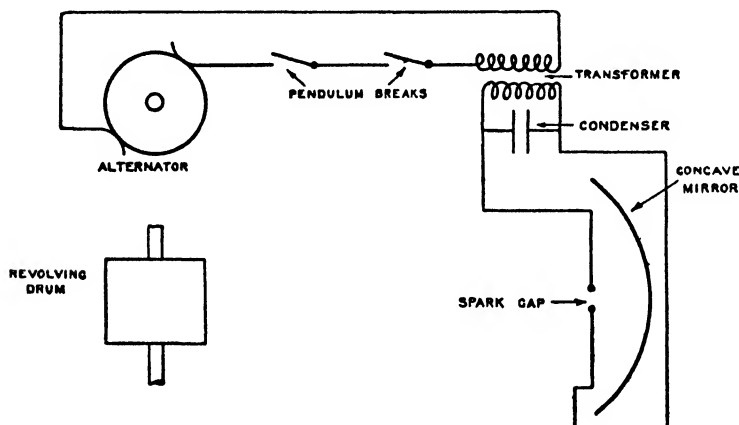 TRANSFORMER
PENDULUM BREAKS
CONDENSER
ALTERNATOR
CONCAVE
MIRROR
REVOLVING
DRUM
SPARK GAP